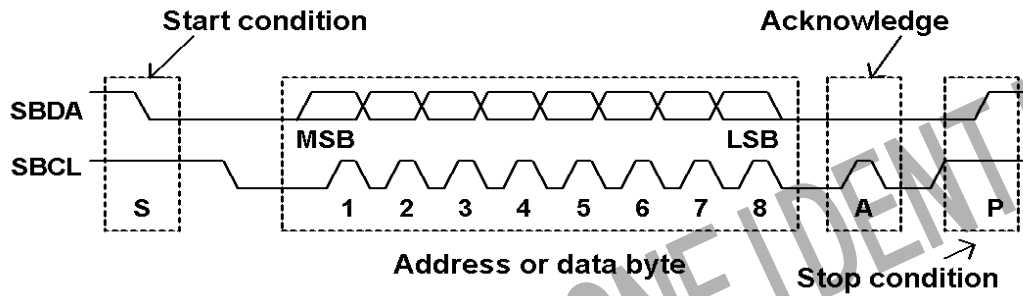 Start condition
Acknowledge
SBDA
MSB
LSB
SBCL
S
1 2 3 4 5 6 7 8
A
P
Address or data byte
Stop condition